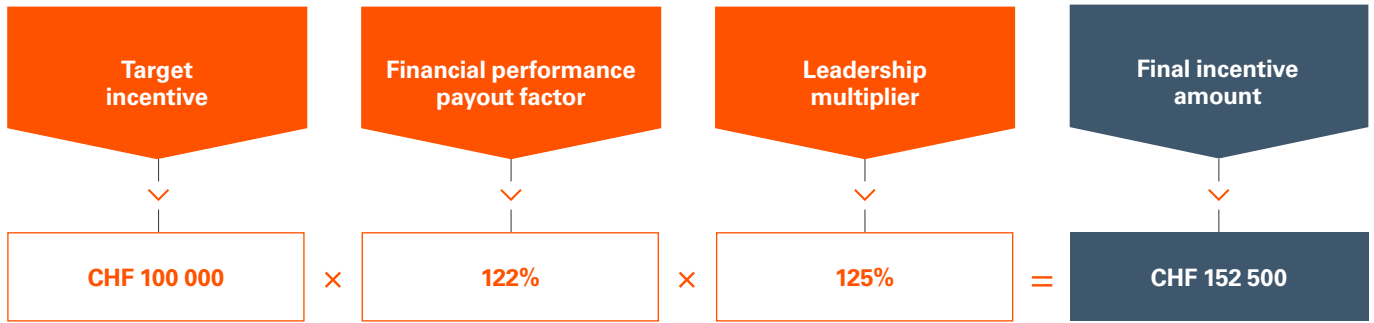 Target
incentive
Financial performance
payout factor
Leadership
multiplier
Final incentive
amount
CHF 100 000 × 122% × 125% = CHF 152 500